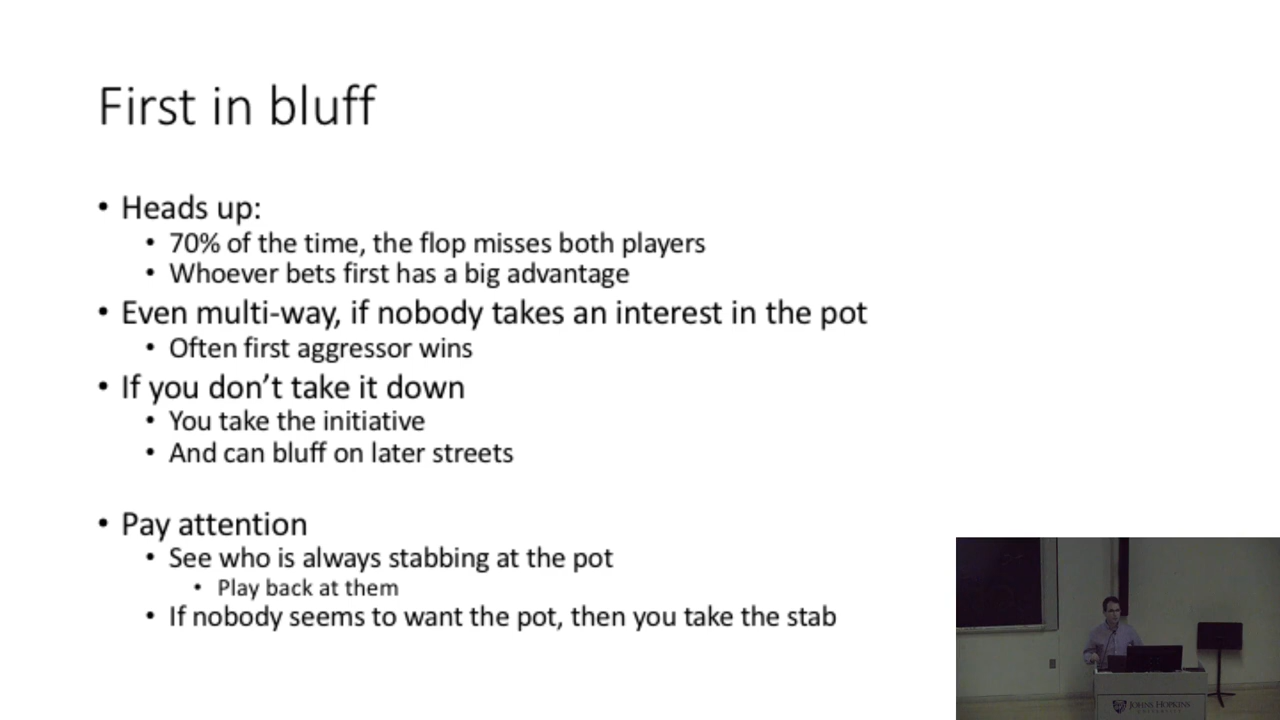 First in bluff
• Heads up:
• 70% of the time, the flop misses both players
• Whoever bets first has a big advantage
• Even multi-way, if nobody takes an interest in the pot
• Often first aggressor wins
• If you don’t take it down
• You take the initiative
• And can bluff on later streets
• Pay attention
• See who is always stabbing at the pot
• Play back at them
• If nobody seems to want the pot, then you take the stab
JOHNS HOPKINS
UNIVERSITY